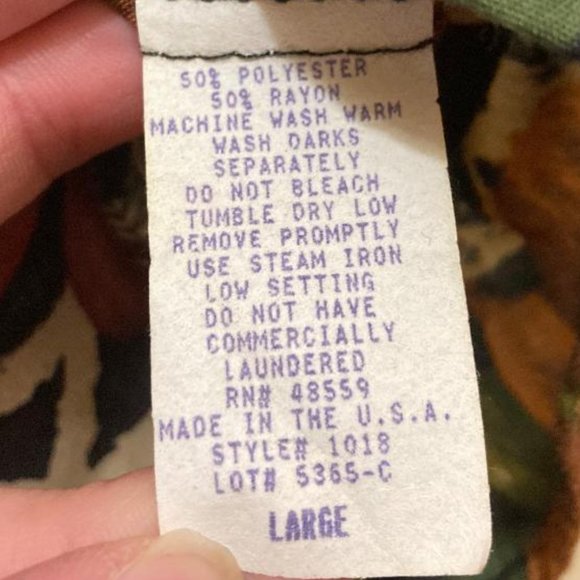 50% POLYESTER
50% RAYON
MACHINE WASH WARM
WASH DARKS
SEPARATELY
DO NOT BLEACH
TUMBLE DRY LOW
REMOVE PROMPTLY
USE STEAM IRON
LOW SETTING
DO NOT HAVE
COMMERCIALLY
LAUNDERED
RN# 48559
MADE IN THE U.S.A.
STYLE# 1018
LOT# 5365-C
LARGE